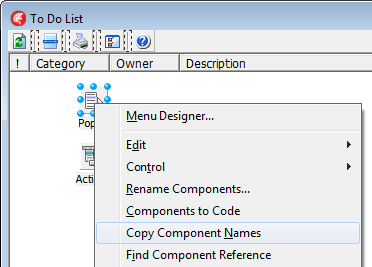 To Do List
! Category Owner Description
Pop
Menu Designer...
Edit
Control
Actio
Rename Components...
Components to Code
Copy Component Names
Find Component Reference